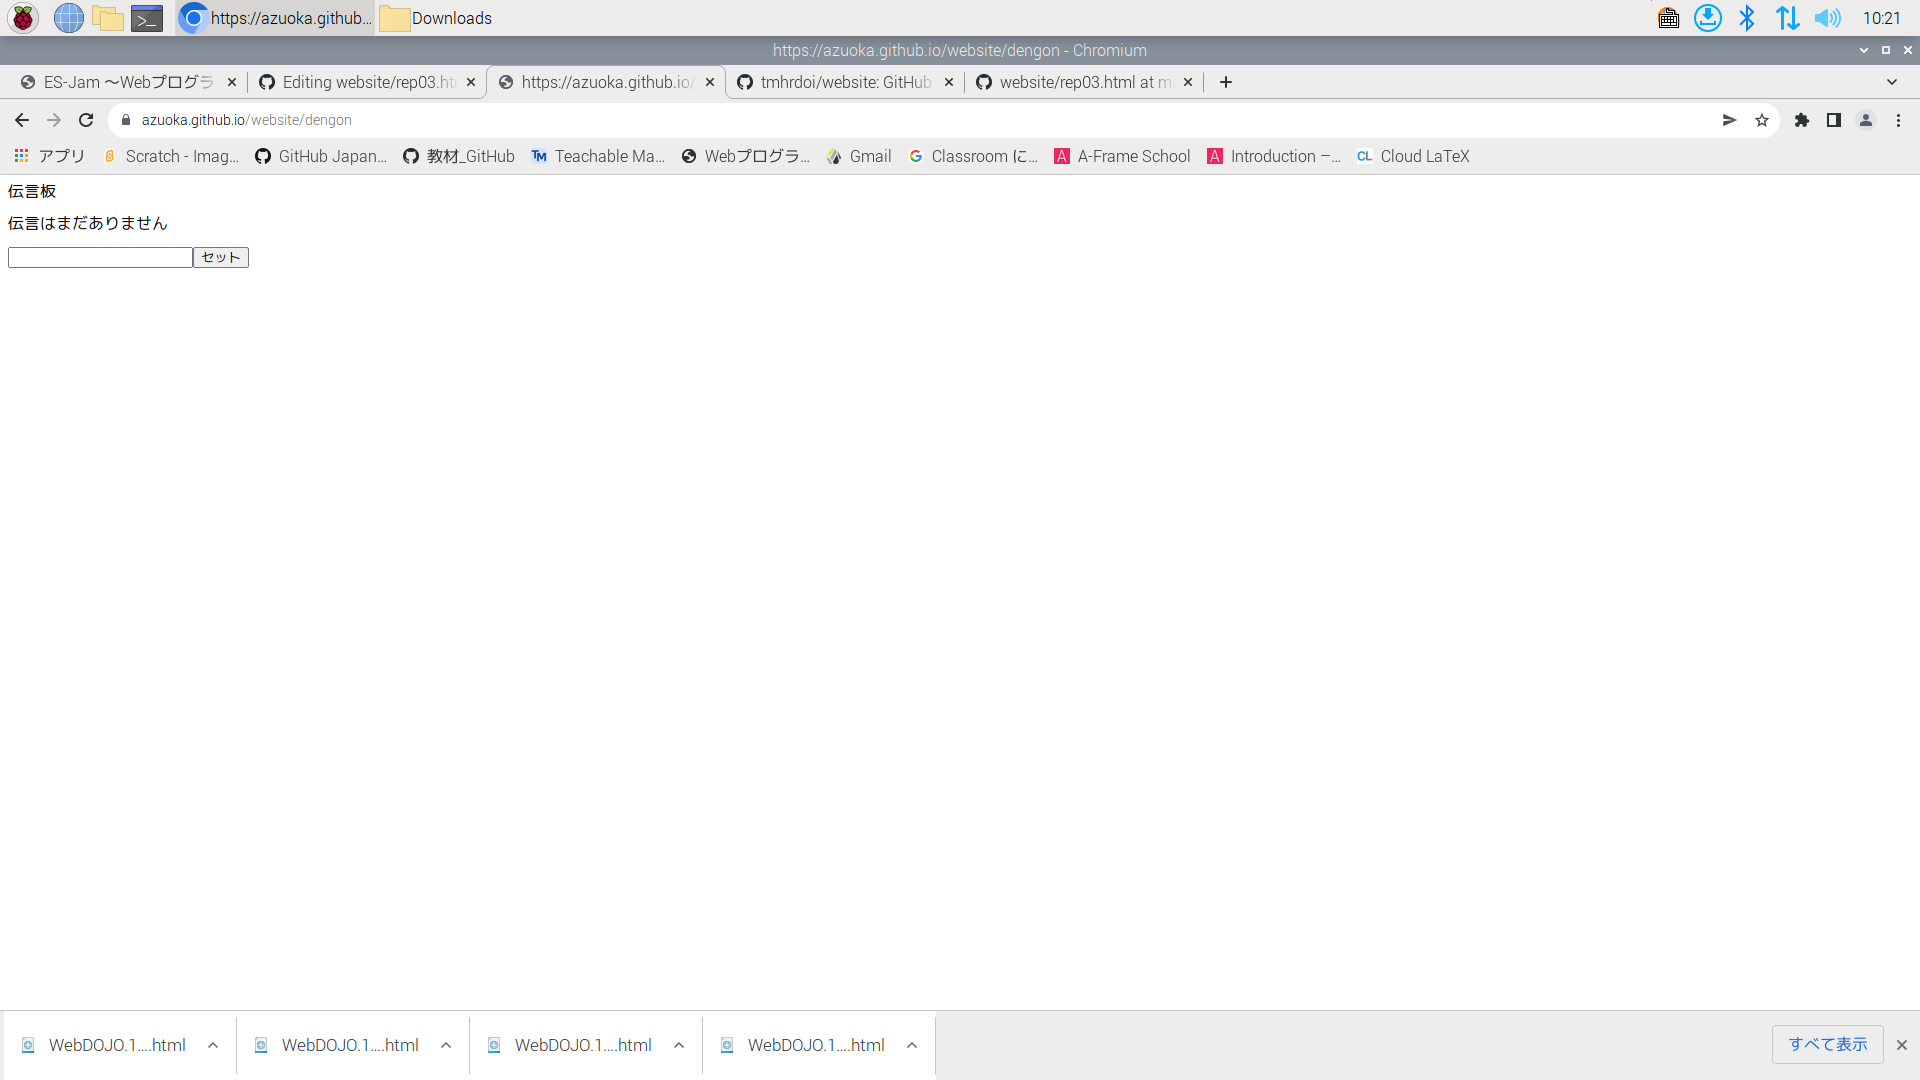 https://azuoka.github... Downloads 10:21
https://azuoka.github.io/website/dengon - Chromium
ES-Jam 〜Webプログラ Editing website/rep03.ht https://azuoka.github.io/ tmhrdoi/website: GitHub website/rep03.html at m
azuoka.github.io/website/dengon
アプリ Scratch - Imag... GitHub Japan... 教材_GitHub Teachable Ma... Webプログラ... Gmail Classroom に... A-Frame School Introduction –... Cloud LaTeX
伝言板
伝言はまだありません
セット
WebDOJO.1....html WebDOJO.1....html WebDOJO.1....html WebDOJO.1....html すべて表示